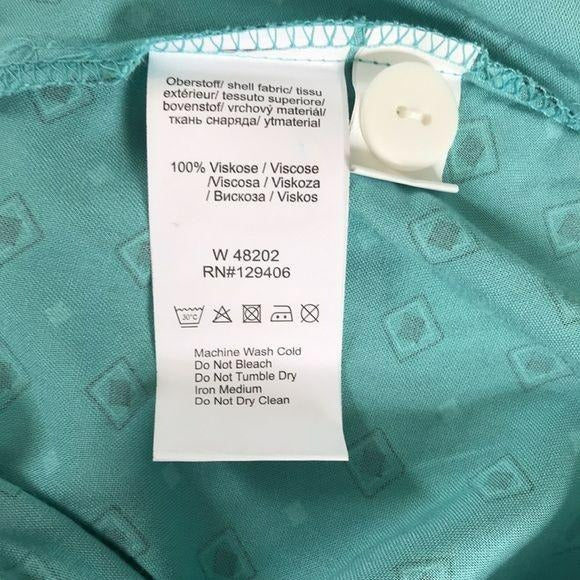 Oberstoff/ shell fabric/ tissu
extérieur/ tessuto superiore/
bovenstof/ vrchový materiál/
ткань снаряда/ ytmaterial
100% Viskose / Viscose
/Viscosa / Viskoza
/ Вискоза / Viskos
W 48202
RN#129406
30°C
Machine Wash Cold
Do Not Bleach
Do Not Tumble Dry
Iron Medium
Do Not Dry Clean